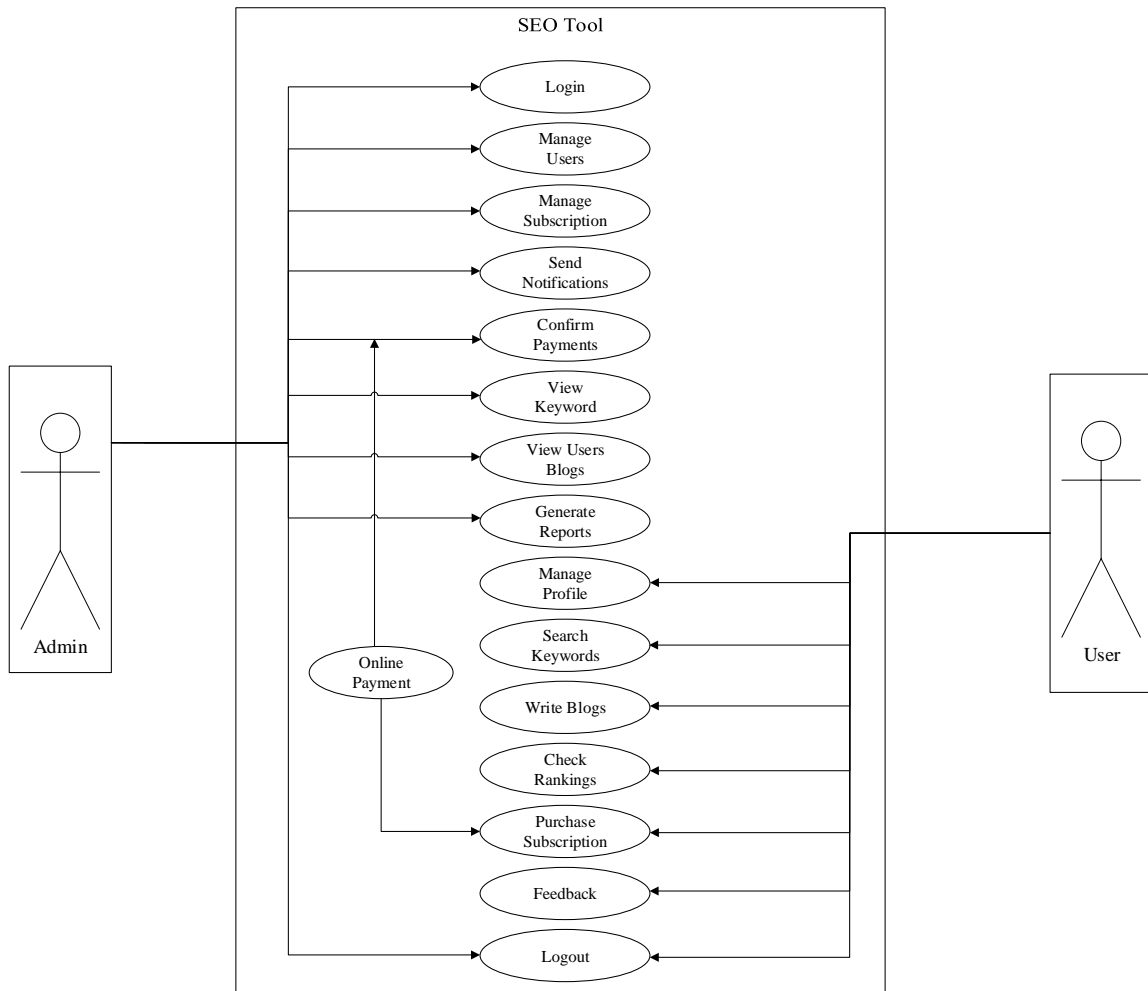 SEO Tool
Login
Manage
Users
Manage
Subscription
Send
Notifications
Confirm
Payments
View
Keyword
View Users
Blogs
Generate
Reports
Manage
Profile
Admin
Search
Keywords
User
Online
Payment
Write Blogs
Check
Rankings
Purchase
Subscription
Feedback
Logout